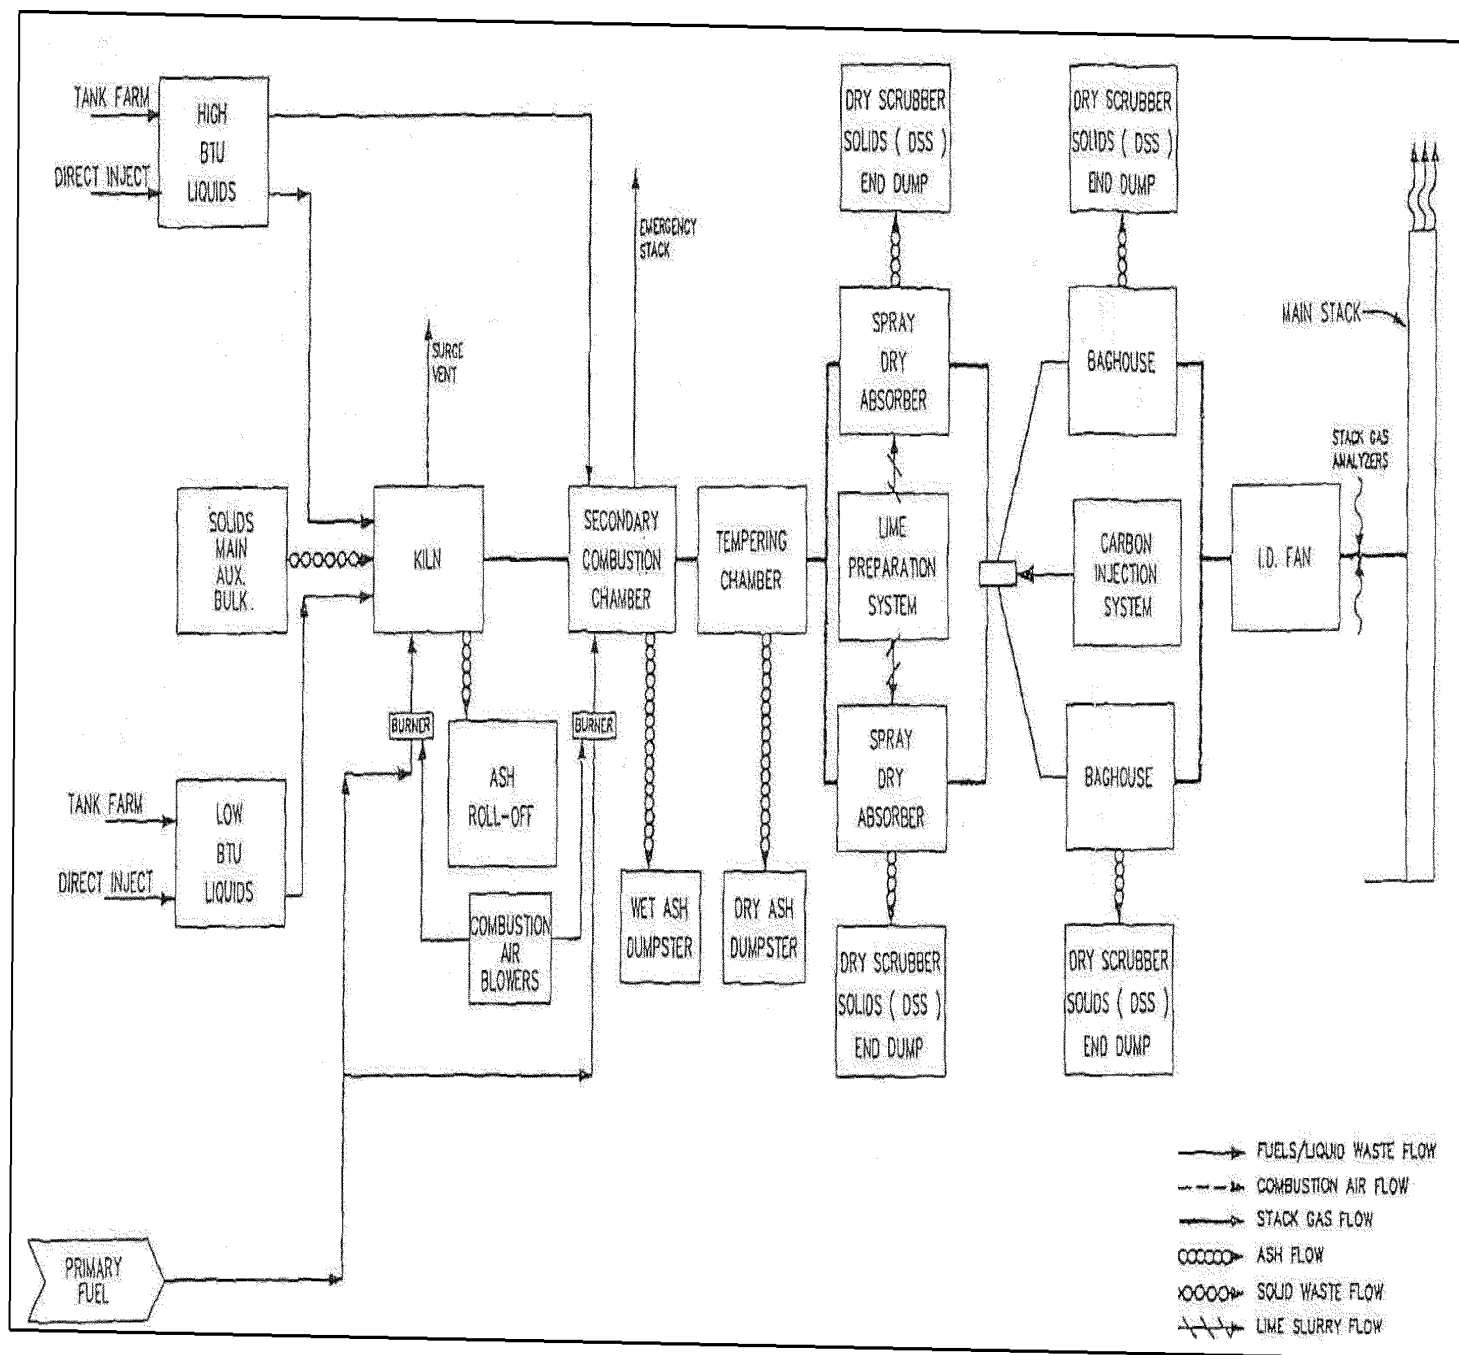 TANK FARM
DIRECT INJECT
HIGH
BTU
LIQUIDS
SURGE
VENT
EMERGENCY
STACK
DRY SCRUBBER
SOLIDS ( DSS )
END DUMP
DRY SCRUBBER
SOLIDS ( DSS )
END DUMP
SPRAY
DRY
ABSORBER
BAGHOUSE
MAIN STACK
STACK GAS
ANALYZERS
SOLIDS
MAIN
AUX.
BULK.
KILN
SECONDARY
COMBUSTION
CHAMBER
TEMPERING
CHAMBER
LIME
PREPARATION
SYSTEM
CARBON
INJECTION
SYSTEM
I.D. FAN
BURNER
BURNER
ASH
ROLL-OFF
SPRAY
DRY
ABSORBER
BAGHOUSE
TANK FARM
DIRECT INJECT
LOW
BTU
LIQUIDS
COMBUSTION
AIR
BLOWERS
WET ASH
DUMPSTER
DRY ASH
DUMPSTER
DRY SCRUBBER
SOLIDS ( DSS )
END DUMP
DRY SCRUBBER
SOLIDS ( DSS )
END DUMP
PRIMARY
FUEL
FUELS/LIQUID WASTE FLOW
COMBUSTION AIR FLOW
STACK GAS FLOW
ASH FLOW
SOLID WASTE FLOW
LIME SLURRY FLOW